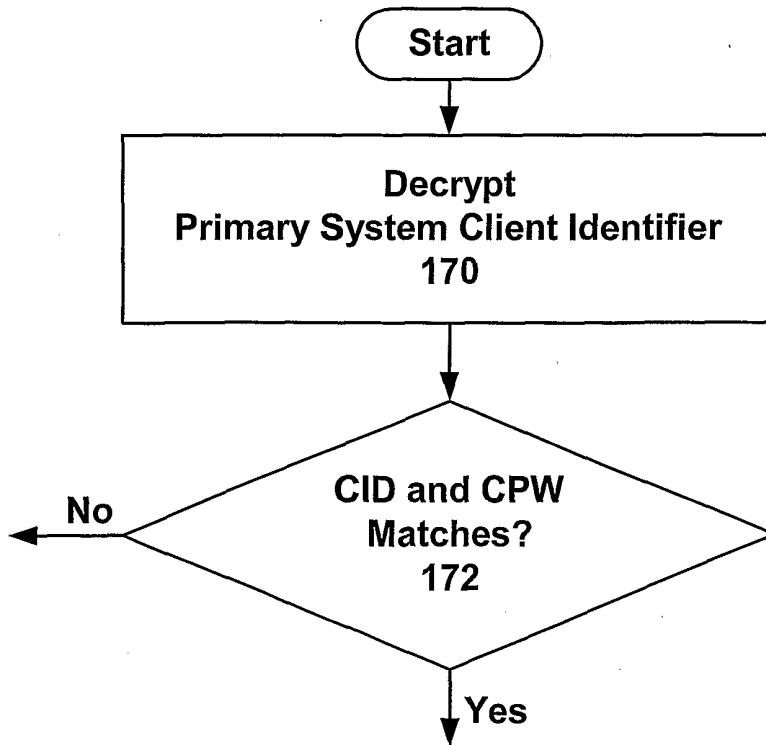 Start
Decrypt
Primary System Client Identifier
170
CID and CPW
Matches?
172
No
Yes